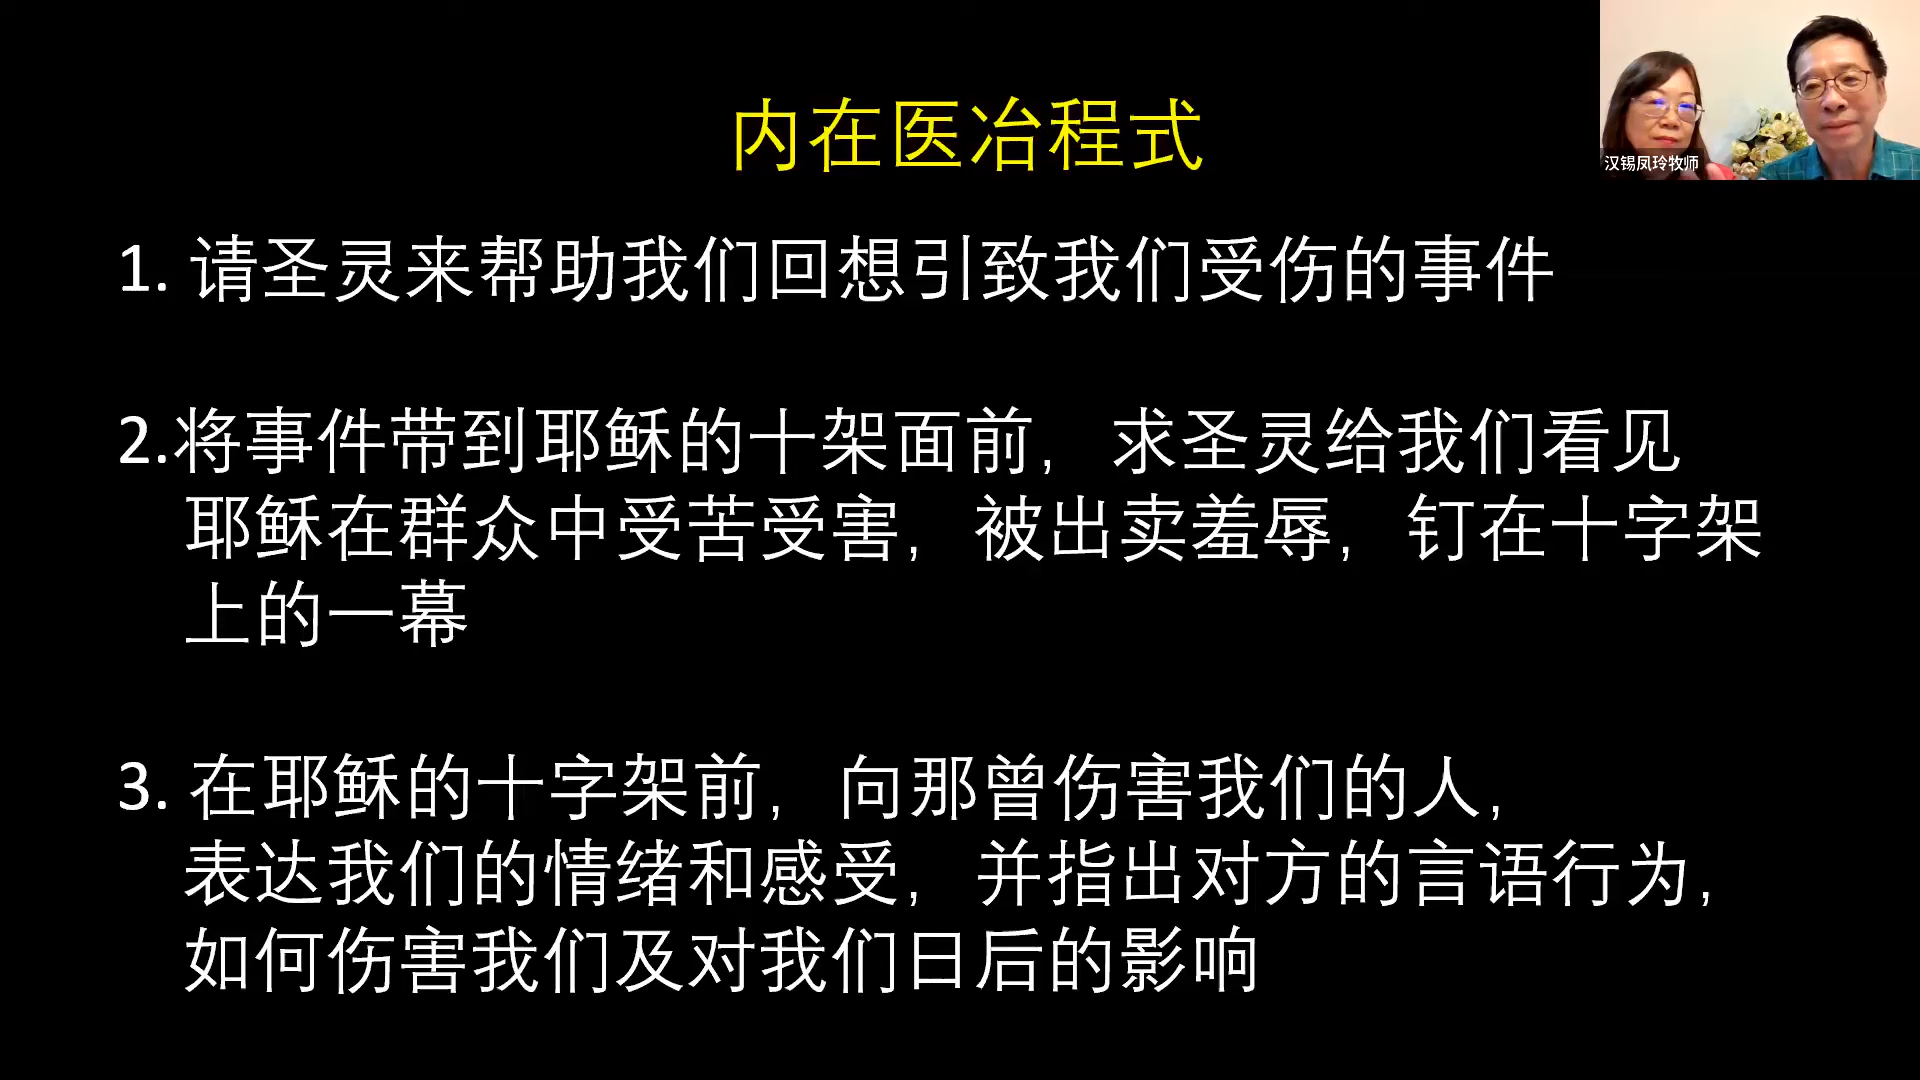 内在医冶程式
汉锡凤玲牧师
1. 请圣灵来帮助我们回想引致我们受伤的事件
2.将事件带到耶稣的十架面前，求圣灵给我们看见
耶稣在群众中受苦受害，被出卖羞辱，钉在十字架
上的一幕
3. 在耶稣的十字架前，向那曾伤害我们的人，
表达我们的情绪和感受，并指出对方的言语行为，
如何伤害我们及对我们日后的影响